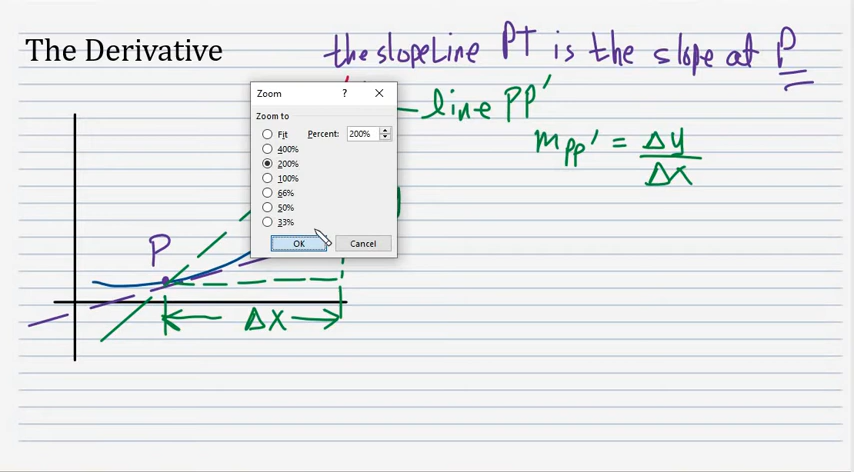 The Derivative
the slopeLine PT is the slope at P
line PP'
mPP' = Δy
Δx
Zoom ?
Zoom to
Fit Percent: 200%
400%
200%
100%
66%
50%
33%
OK Cancel
P
Δx